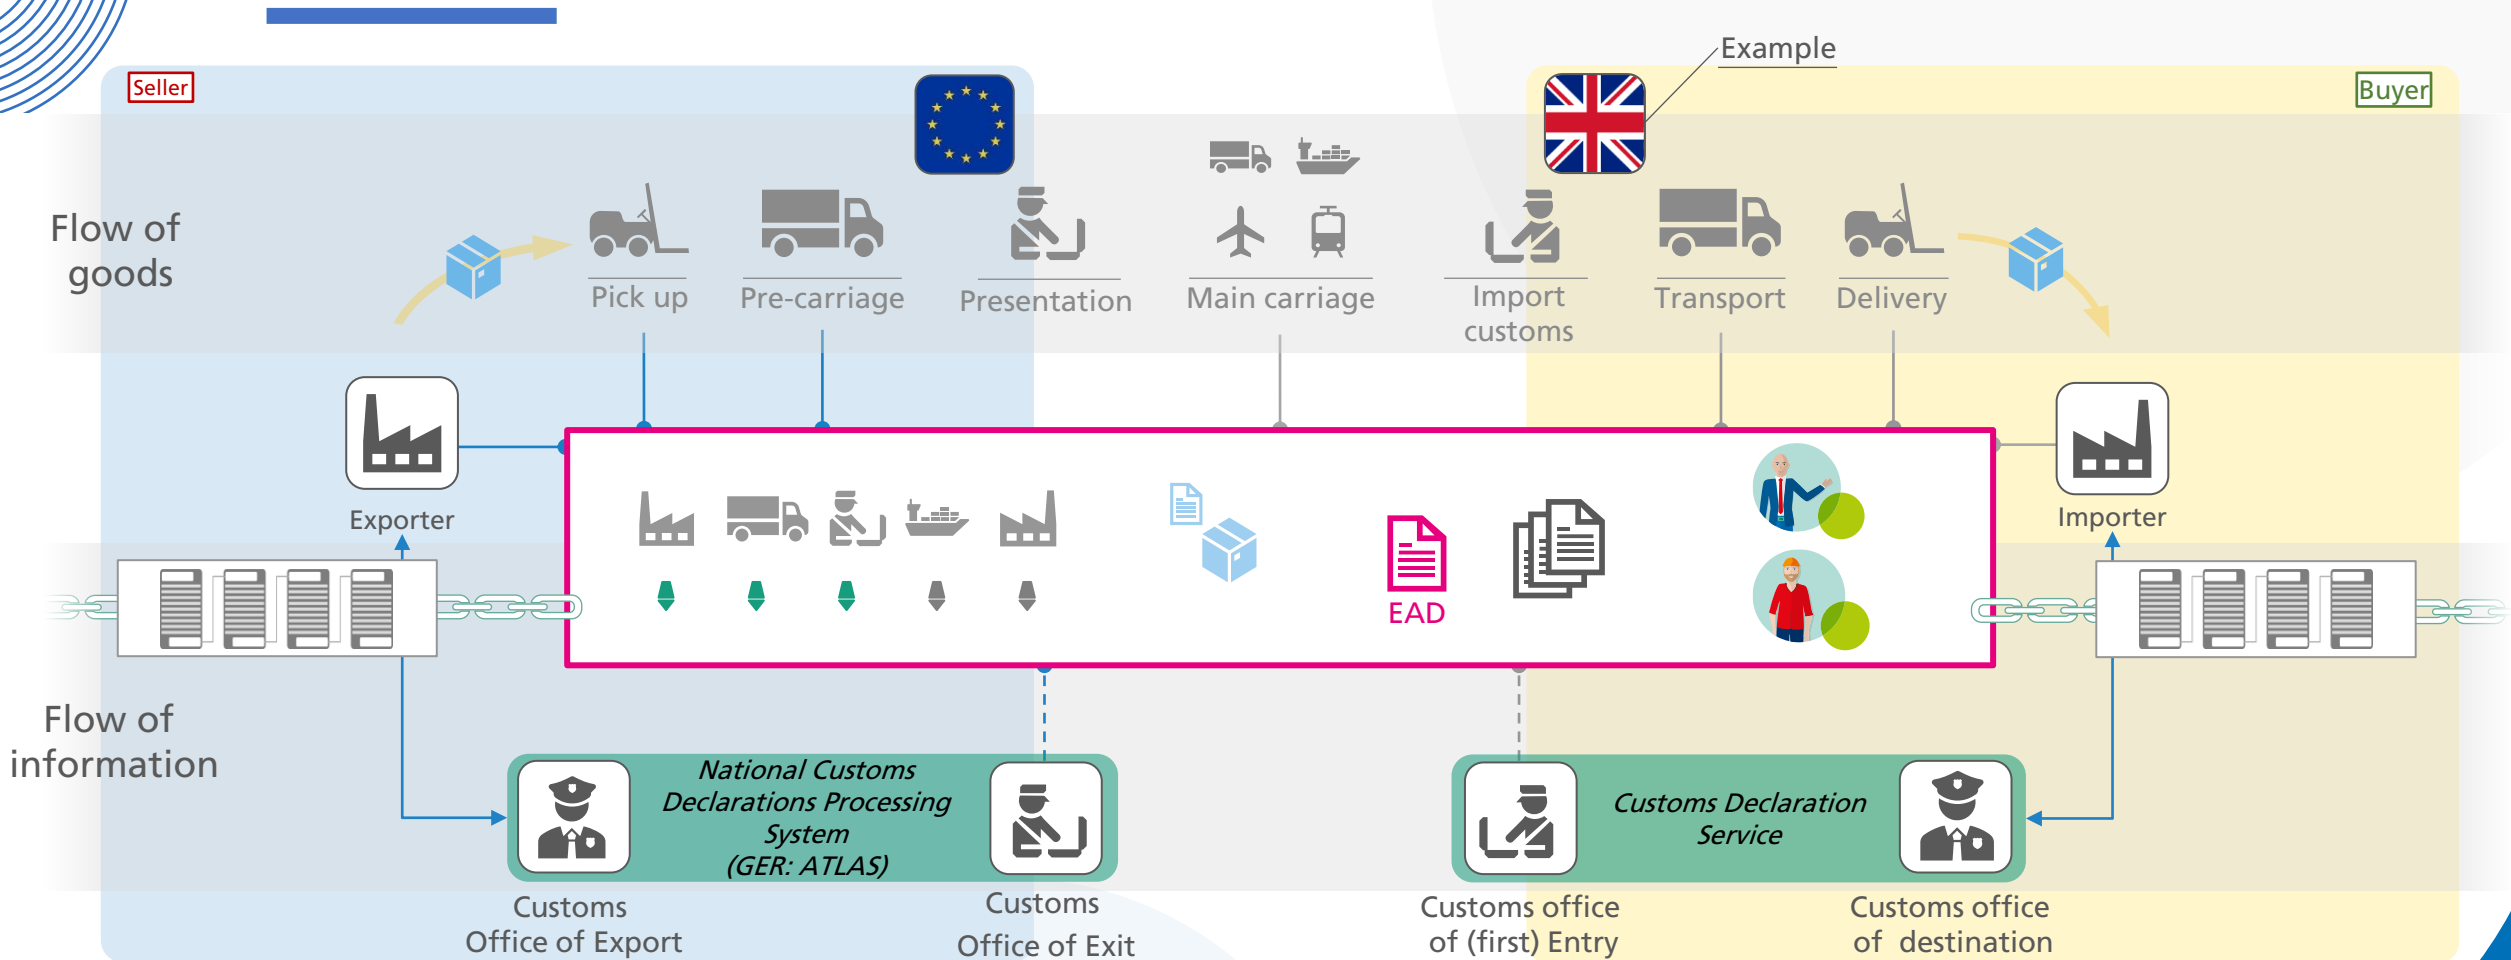 Example
Seller
Buyer
Flow of
goods
Pick up
Pre-carriage
Presentation
Main carriage
Import
customs
Transport
Delivery
Exporter
Importer
EAD
Flow of
information
National Customs
Declarations Processing
System
(GER: ATLAS)
Customs Declaration
Service
Customs
Office of Export
Customs
Office of Exit
Customs office
of (first) Entry
Customs office
of destination